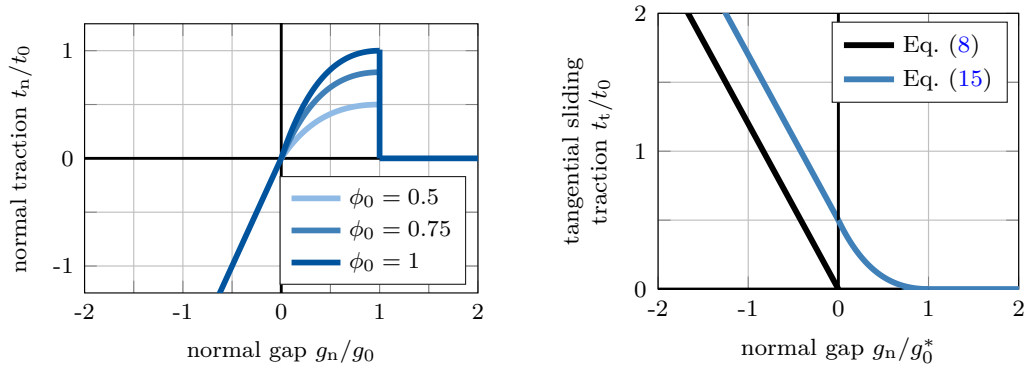 normal traction t_n/t_0
1
0
-1
-2
-1
0
1
2
normal gap g_n/g_0
ϕ_0 = 0.5
ϕ_0 = 0.75
ϕ_0 = 1
tangential sliding
traction t_t/t_0
2
1
0
-2
-1
0
1
2
normal gap g_n/g_0^*
Eq. (8)
Eq. (15)